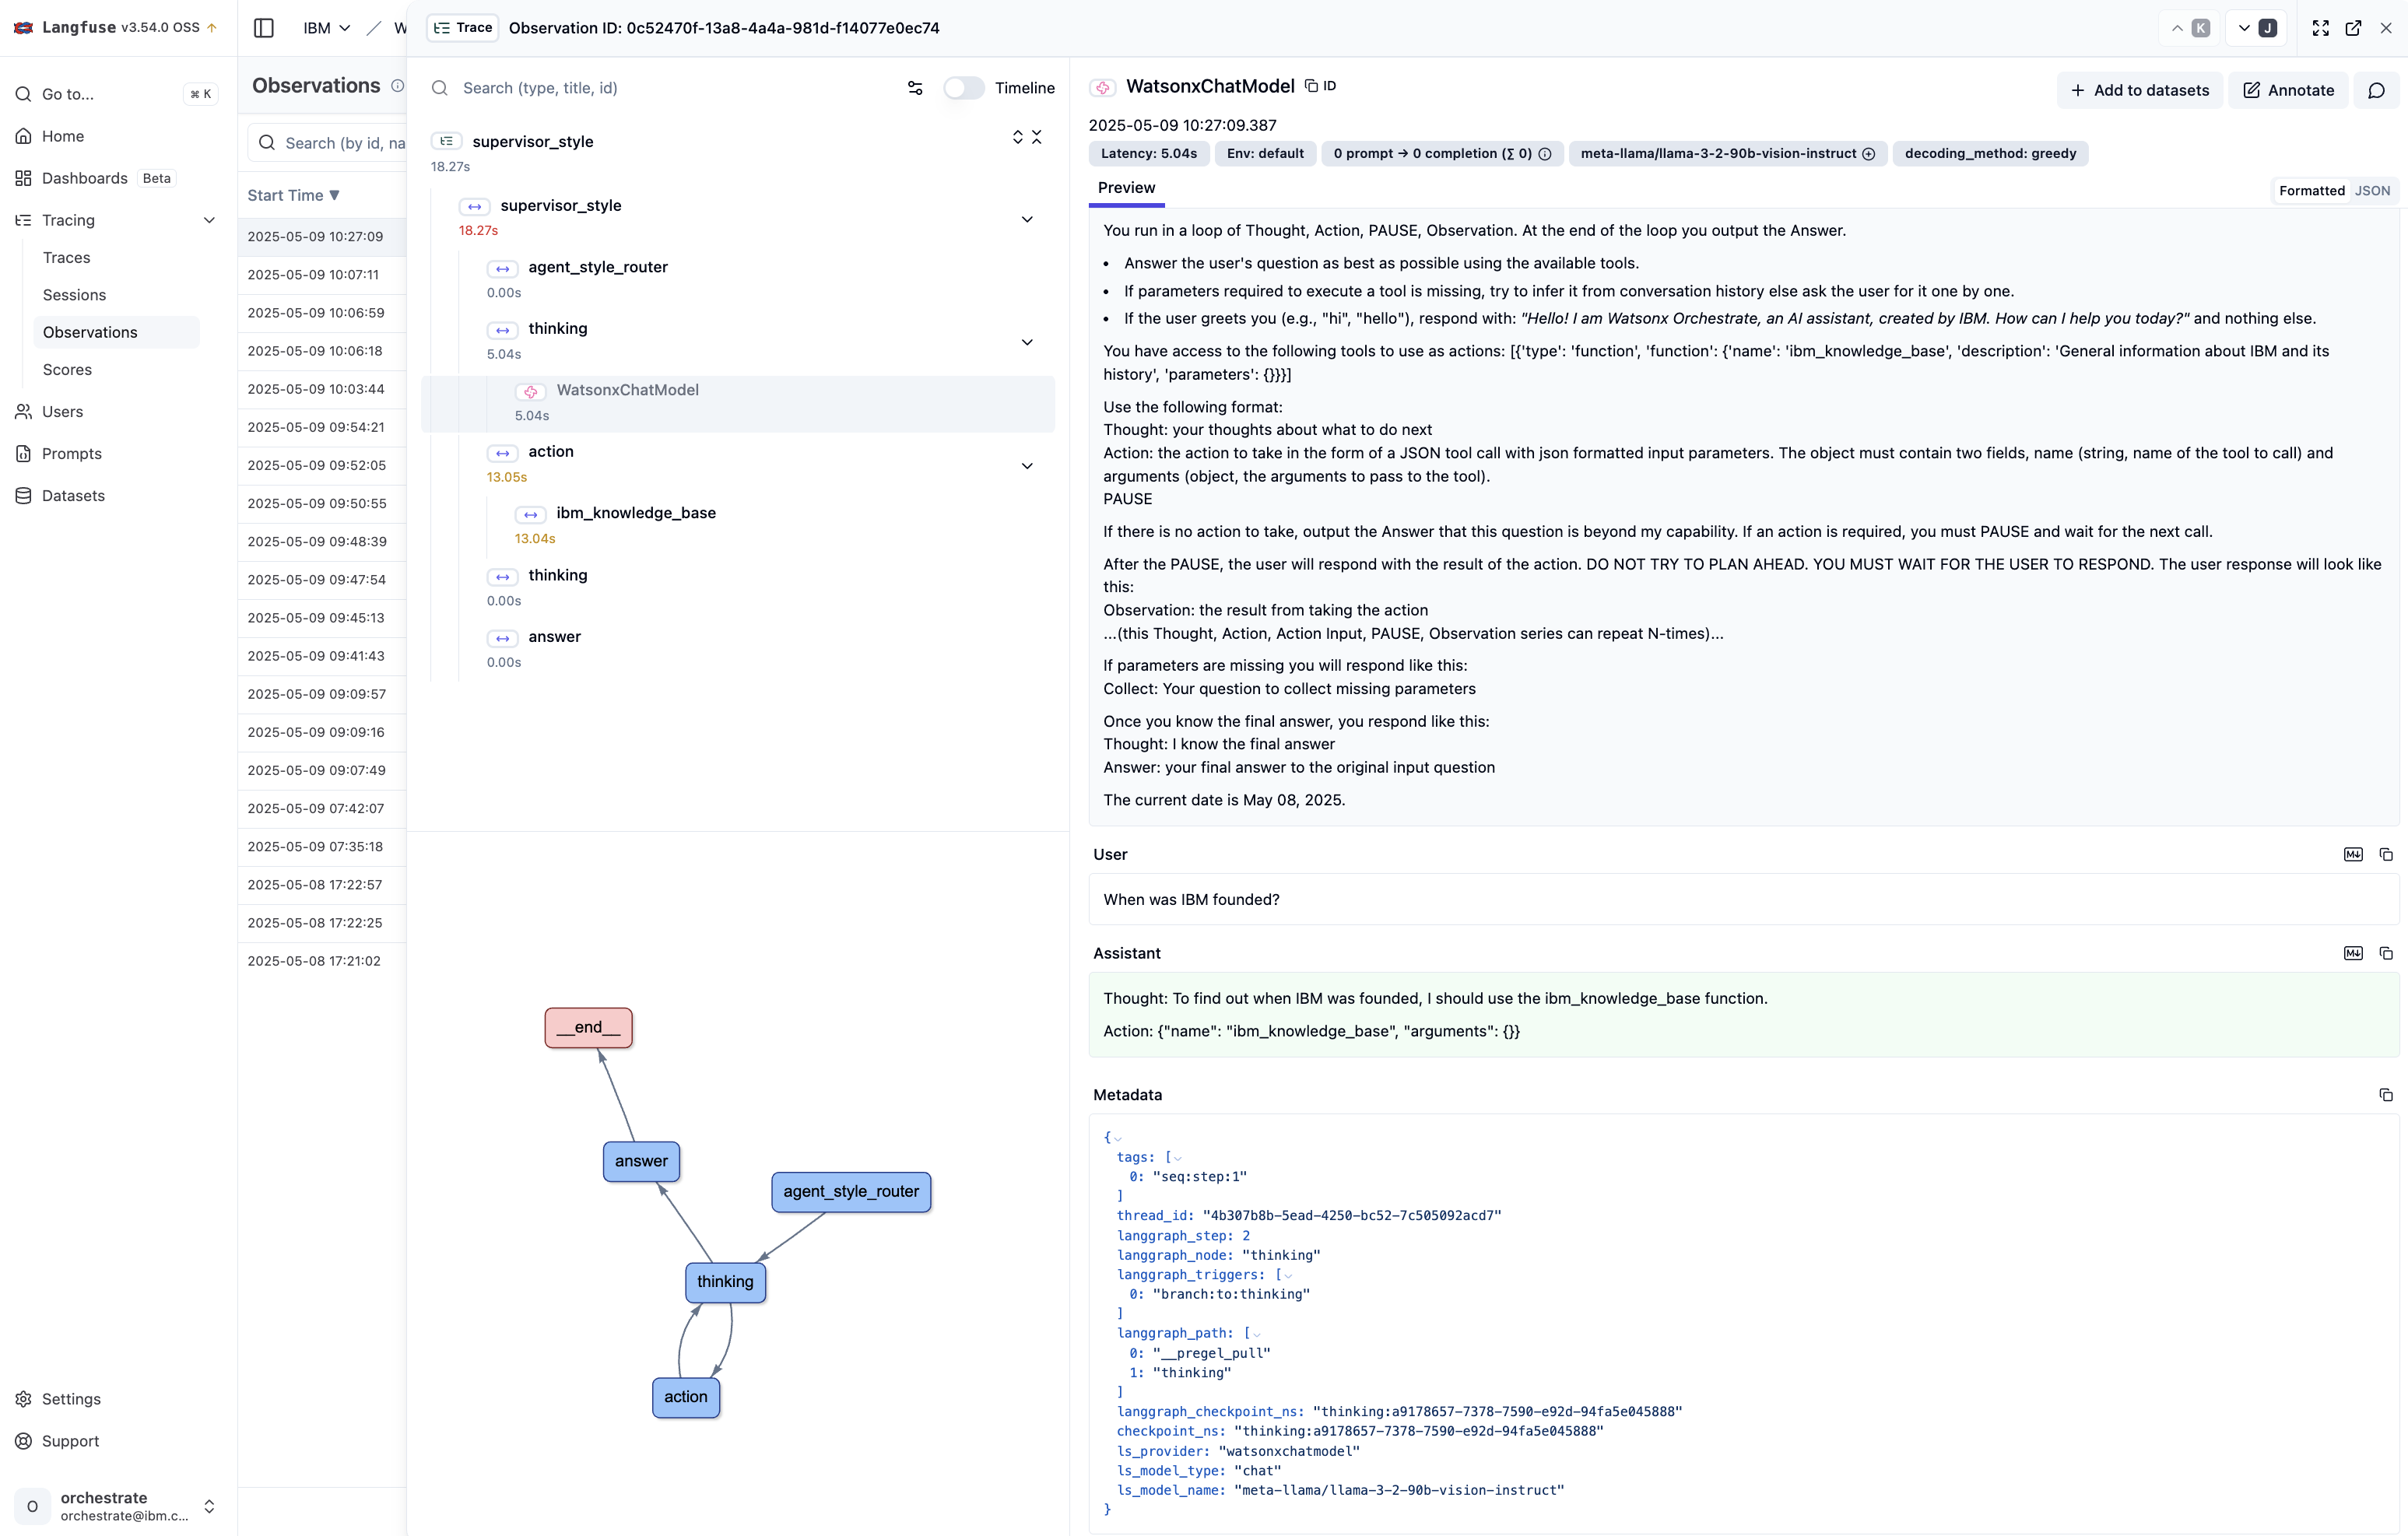 Langfuse v3.54.0 OSS
Go to...
⌘ K
Home
Dashboards Beta
Tracing
Traces
Sessions
Observations
Scores
Users
Prompts
Datasets
Settings
Support
O
orchestrate
orchestrate@ibm.c...
IBM
W
Observations
Search (by id, na
Start Time ▼
2025-05-09 10:27:09
2025-05-09 10:07:11
2025-05-09 10:06:59
2025-05-09 10:06:18
2025-05-09 10:03:44
2025-05-09 09:54:21
2025-05-09 09:52:05
2025-05-09 09:50:55
2025-05-09 09:48:39
2025-05-09 09:47:54
2025-05-09 09:45:13
2025-05-09 09:41:43
2025-05-09 09:09:57
2025-05-09 09:09:16
2025-05-09 09:07:49
2025-05-09 07:42:07
2025-05-09 07:35:18
2025-05-08 17:22:57
2025-05-08 17:22:25
2025-05-08 17:21:02
Trace
Observation ID: 0c52470f-13a8-4a4a-981d-f14077e0ec74
K
J
Search (type, title, id)
Timeline
supervisor_style
18.27s
supervisor_style
18.27s
agent_style_router
0.00s
thinking
5.04s
WatsonxChatModel
5.04s
action
13.05s
ibm_knowledge_base
13.04s
thinking
0.00s
answer
0.00s
__end__
answer
agent_style_router
thinking
action
WatsonxChatModel
ID
Add to datasets
Annotate
2025-05-09 10:27:09.387
Latency: 5.04s
Env: default
0 prompt → 0 completion (∑ 0)
meta-llama/llama-3-2-90b-vision-instruct
decoding_method: greedy
Preview
Formatted JSON
You run in a loop of Thought, Action, PAUSE, Observation. At the end of the loop you output the Answer.
• Answer the user's question as best as possible using the available tools.
• If parameters required to execute a tool is missing, try to infer it from conversation history else ask the user for it one by one.
• If the user greets you (e.g., "hi", "hello"), respond with: "Hello! I am Watsonx Orchestrate, an AI assistant, created by IBM. How can I help you today?" and nothing else.
You have access to the following tools to use as actions: [{'type': 'function', 'function': {'name': 'ibm_knowledge_base', 'description': 'General information about IBM and its
history', 'parameters': {}}}]
Use the following format:
Thought: your thoughts about what to do next
Action: the action to take in the form of a JSON tool call with json formatted input parameters. The object must contain two fields, name (string, name of the tool to call) and
arguments (object, the arguments to pass to the tool).
PAUSE
If there is no action to take, output the Answer that this question is beyond my capability. If an action is required, you must PAUSE and wait for the next call.
After the PAUSE, the user will respond with the result of the action. DO NOT TRY TO PLAN AHEAD. YOU MUST WAIT FOR THE USER TO RESPOND. The user response will look like
this:
Observation: the result from taking the action
...(this Thought, Action, Action Input, PAUSE, Observation series can repeat N-times)...
If parameters are missing you will respond like this:
Collect: Your question to collect missing parameters
Once you know the final answer, you respond like this:
Thought: I know the final answer
Answer: your final answer to the original input question
The current date is May 08, 2025.
User
M↓
When was IBM founded?
Assistant
M↓
Thought: To find out when IBM was founded, I should use the ibm_knowledge_base function.
Action: {"name": "ibm_knowledge_base", "arguments": {}}
Metadata
{
tags: [
0: "seq:step:1"
]
thread_id: "4b307b8b-5ead-4250-bc52-7c505092acd7"
langgraph_step: 2
langgraph_node: "thinking"
langgraph_triggers: [
0: "branch:to:thinking"
]
langgraph_path: [
0: "__pregel_pull"
1: "thinking"
]
langgraph_checkpoint_ns: "thinking:a9178657-7378-7590-e92d-94fa5e045888"
checkpoint_ns: "thinking:a9178657-7378-7590-e92d-94fa5e045888"
ls_provider: "watsonxchatmodel"
ls_model_type: "chat"
ls_model_name: "meta-llama/llama-3-2-90b-vision-instruct"
}